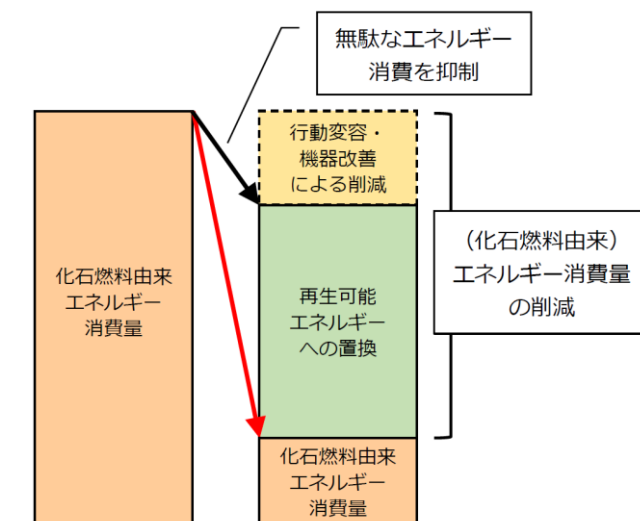 無駄なエネルギー
消費を抑制
行動変容・
機器改善
による削減
(化石燃料由来)
エネルギー消費量
の削減
化石燃料由来
エネルギー
消費量
再生可能
エネルギー
への置換
化石燃料由来
エネルギー
消費量